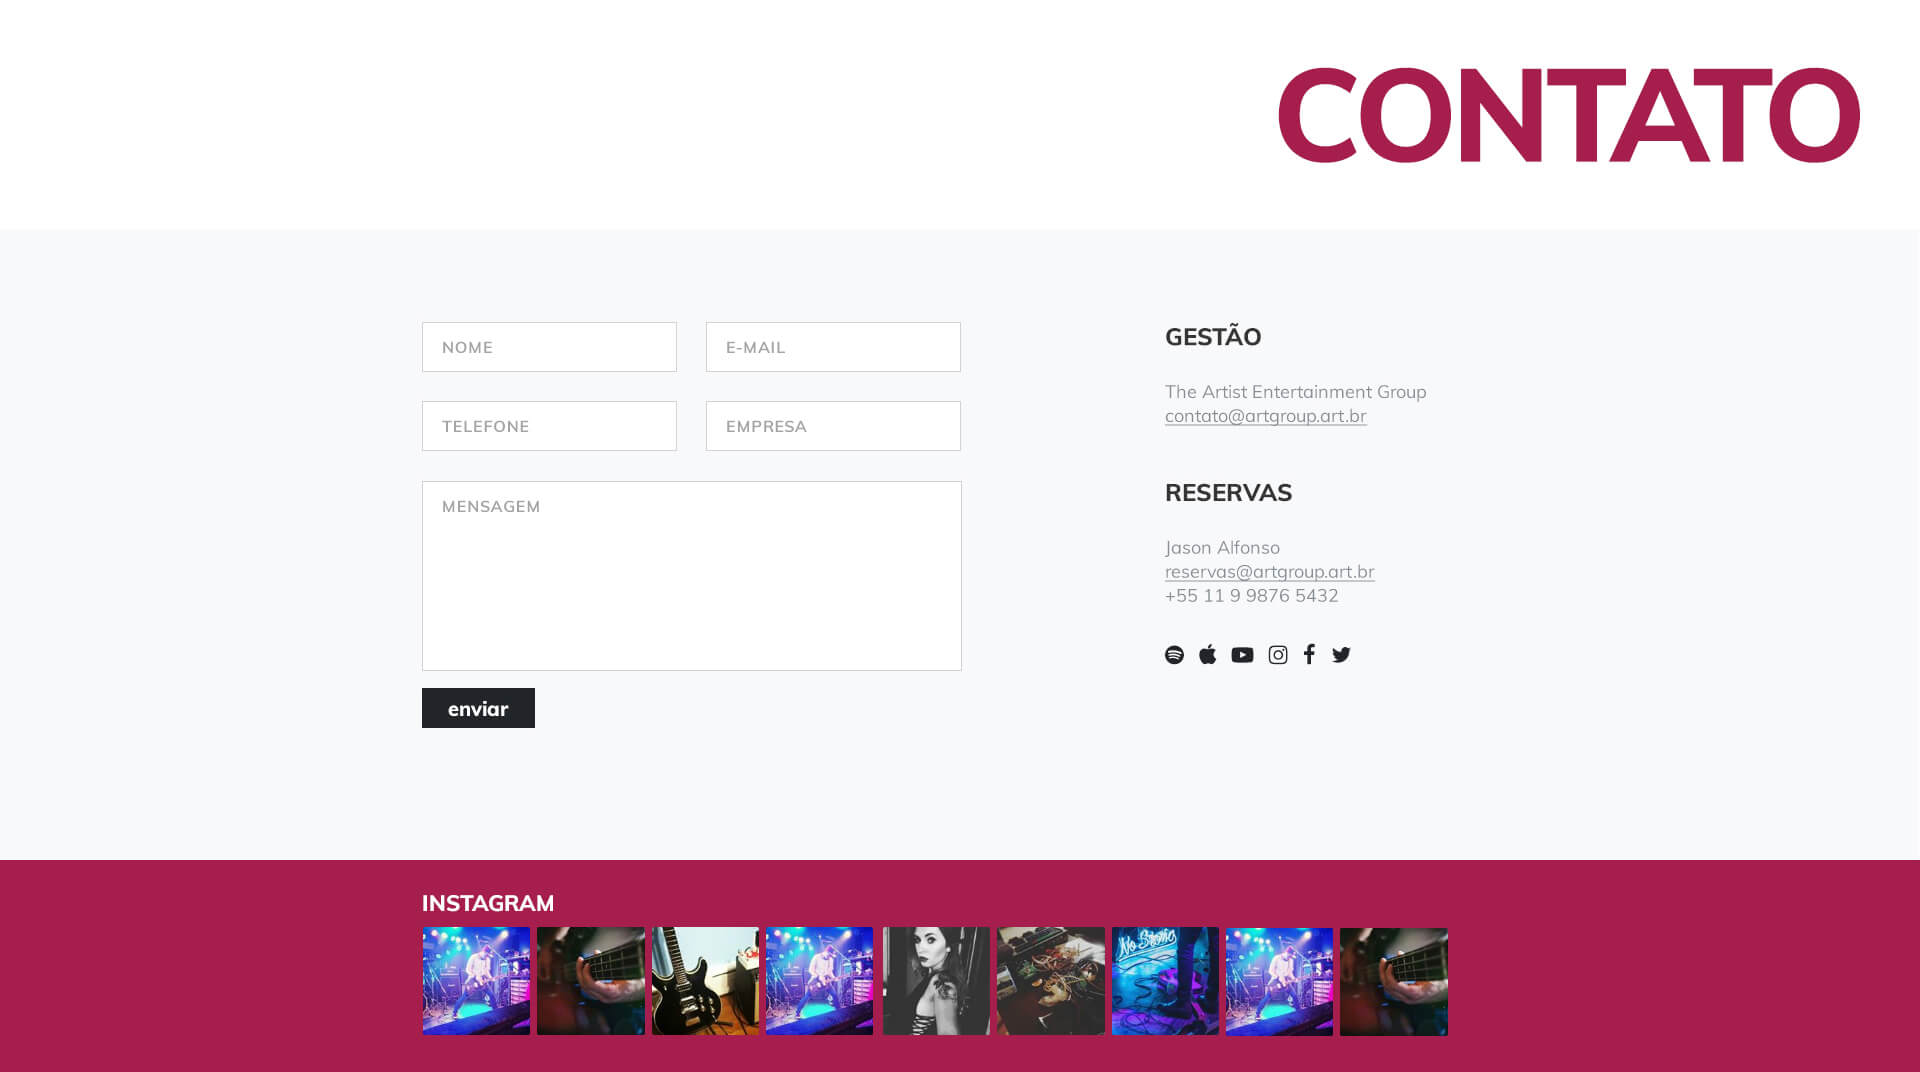 CONTATO
NOME
E-MAIL
TELEFONE
EMPRESA
MENSAGEM
enviar
GESTÃO
The Artist Entertainment Group
contato@artgroup.art.br
RESERVAS
Jason Alfonso
reservas@artgroup.art.br
+55 11 9 9876 5432
INSTAGRAM